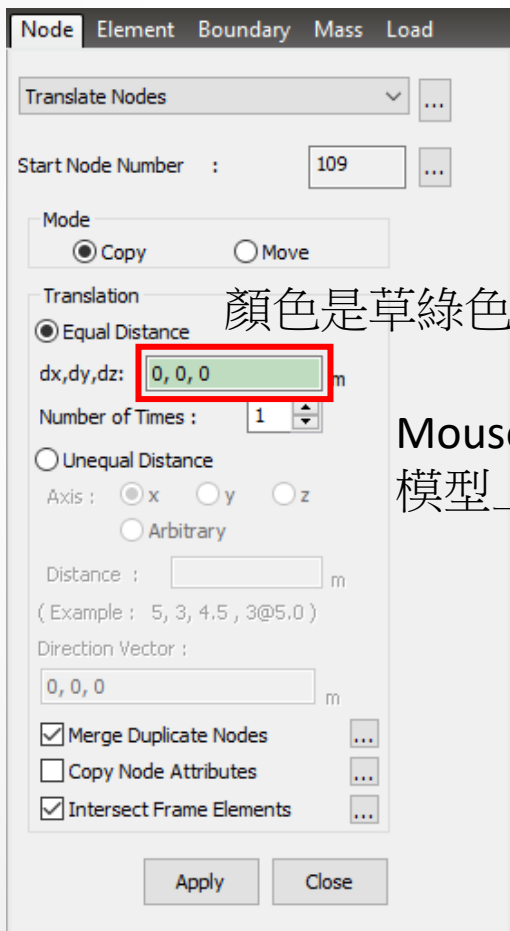 Node Element Boundary Mass Load
Translate Nodes
...
Start Node Number : 109 ...
Mode
Copy Move
Translation
顏色是草綠色
Equal Distance
dx,dy,dz: 0, 0, 0 m
Number of Times : 1
Mouse
模型
Unequal Distance
Axis : x y z
Arbitrary
Distance : m
( Example : 5, 3, 4.5 , 3@5.0 )
Direction Vector :
0, 0, 0 m
Merge Duplicate Nodes ...
Copy Node Attributes ...
Intersect Frame Elements ...
Apply Close